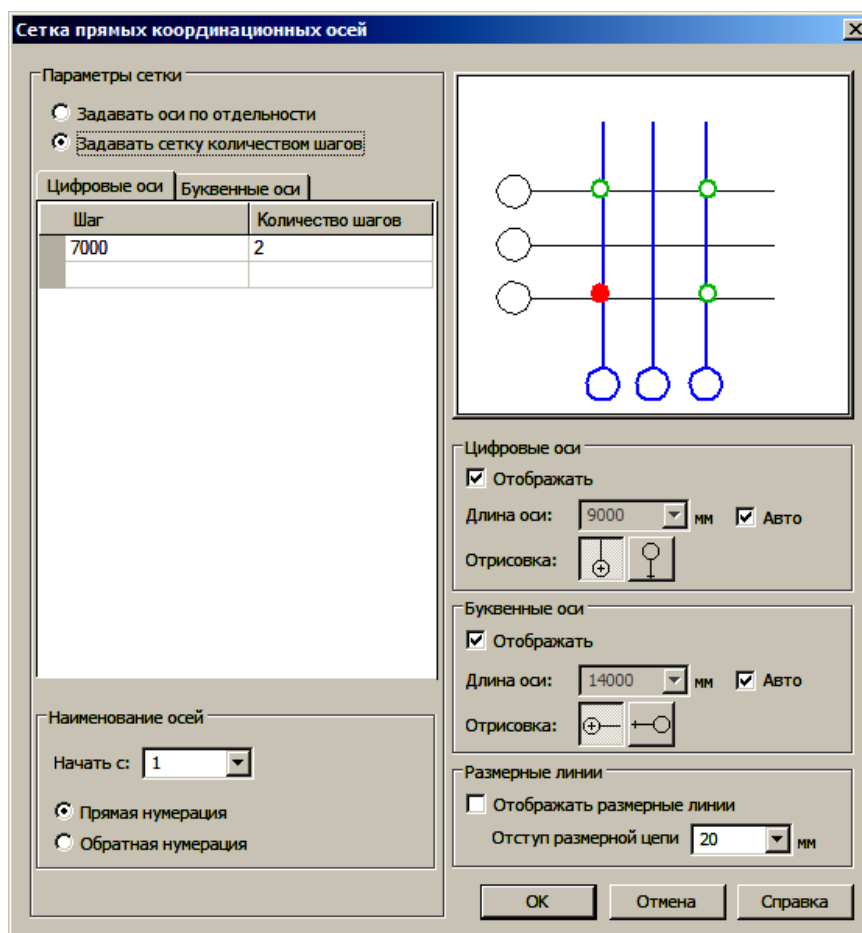 Сетка прямых координационных осей
Параметры сетки
Задавать оси по отдельности
Задавать сетку количеством шагов
Цифровые оси Буквенные оси
Шаг Количество шагов
7000 2
Наименование осей
Начать с: 1
Прямая нумерация
Обратная нумерация
Цифровые оси
Отображать
Длина оси: 9000 мм Авто
Отрисовка:
Буквенные оси
Отображать
Длина оси: 14000 мм Авто
Отрисовка:
Размерные линии
Отображать размерные линии
Отступ размерной цепи 20 мм
OK Отмена Справка